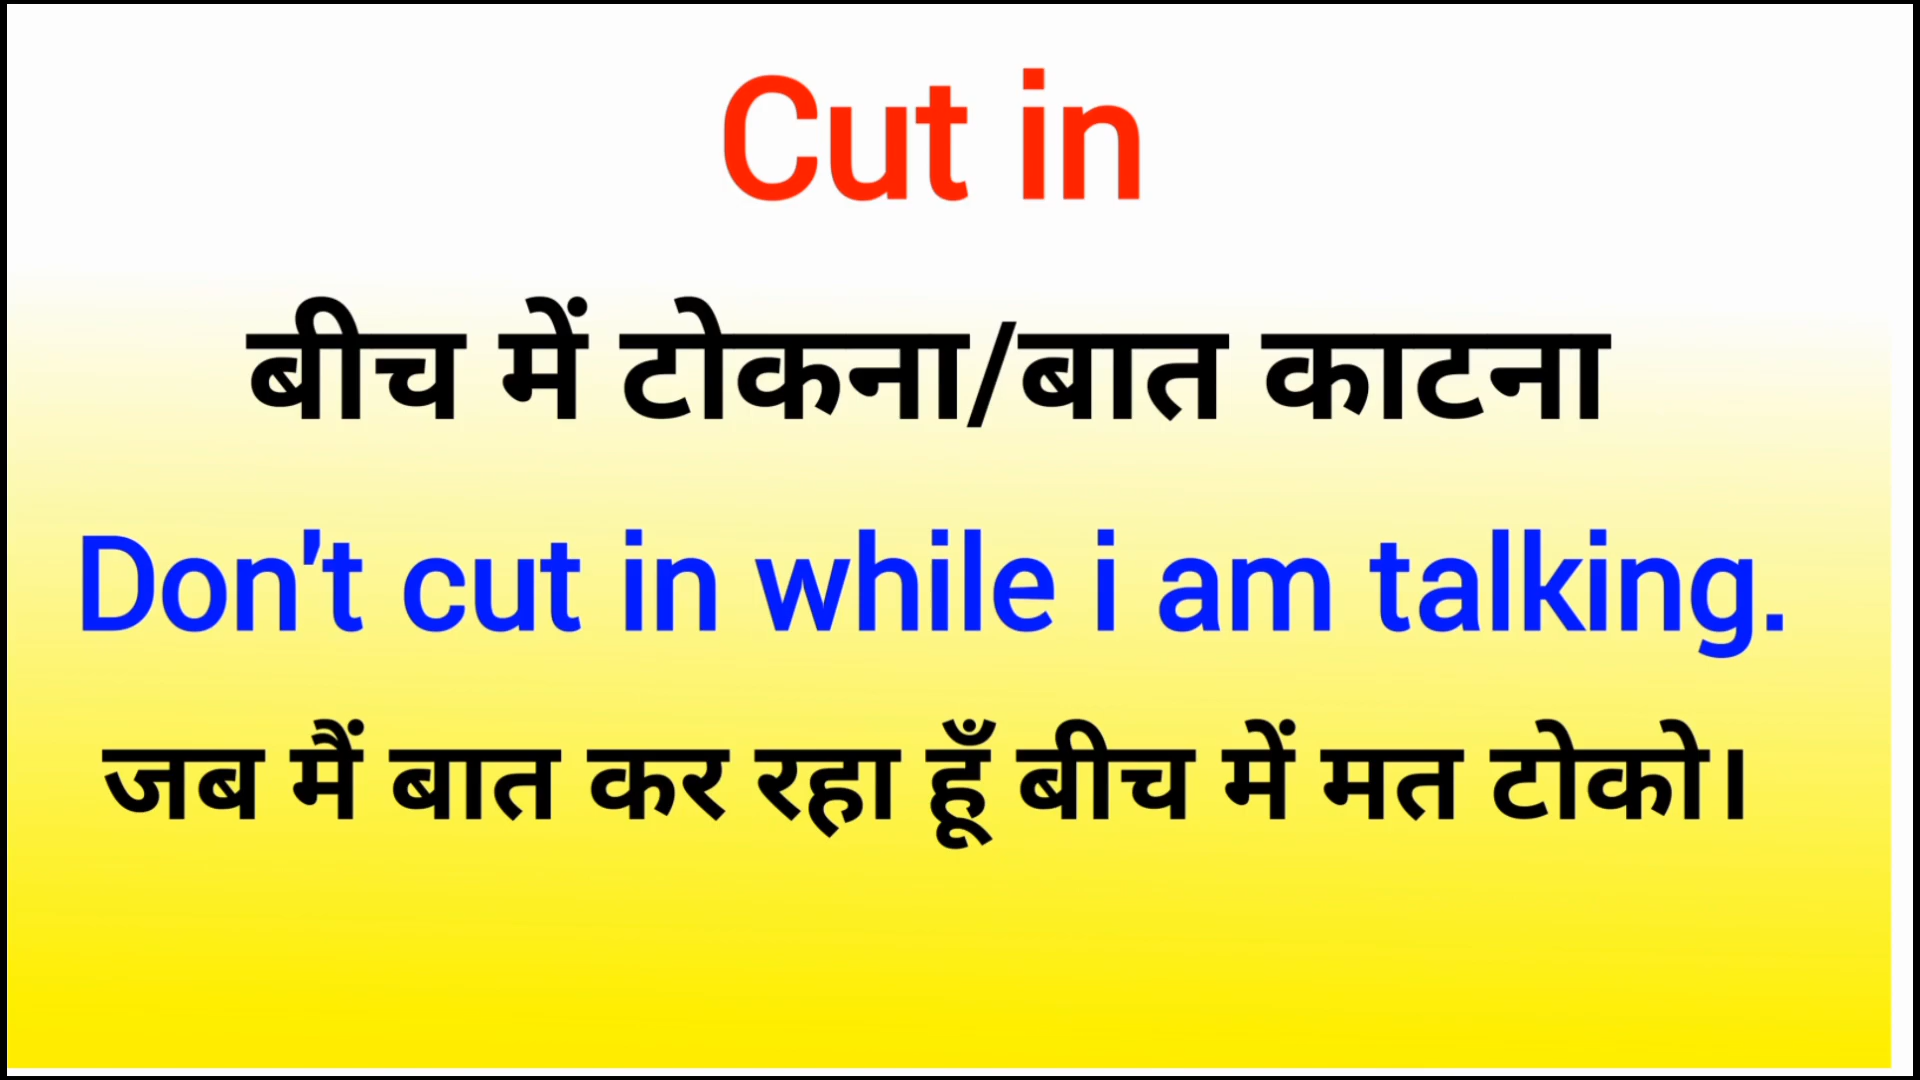 Cut in
बीच में टोकना/बात काटना
Don't cut in while i am talking.
जब मैं बात कर रहा हूँ बीच में मत टोको।